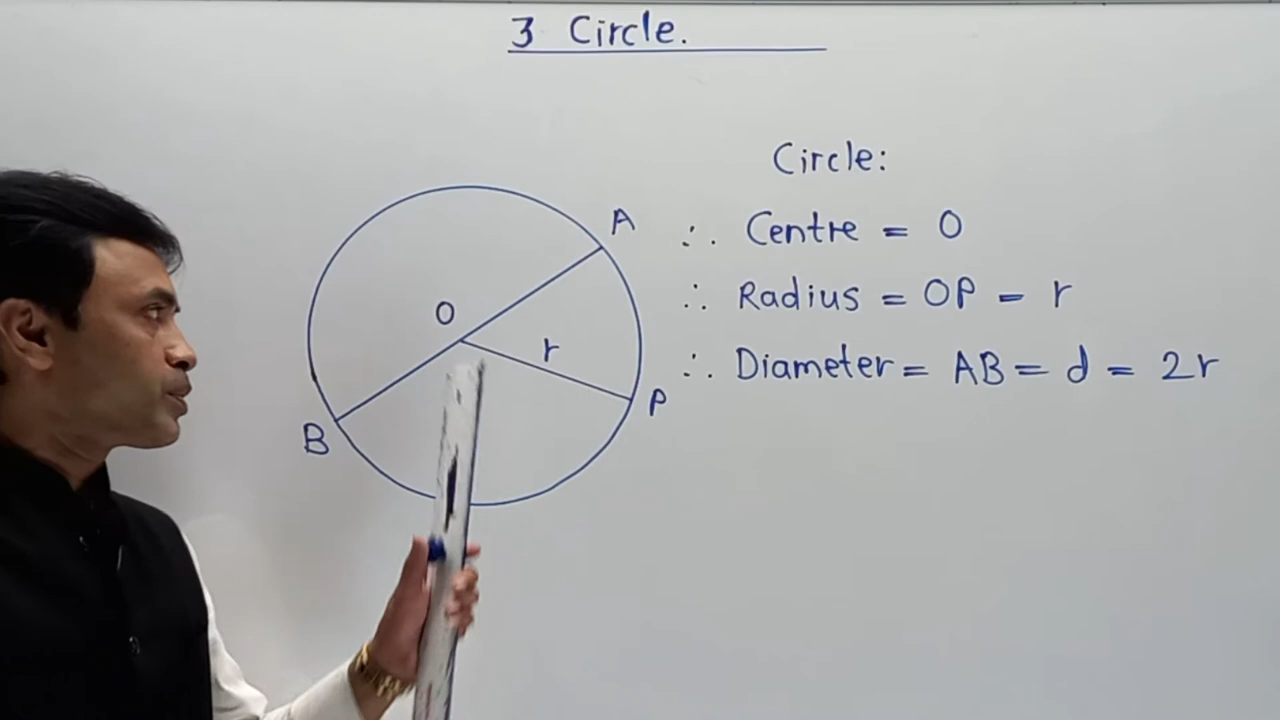 3 Circle.
Circle:
∴ Centre = O
∴ Radius = OP = r
∴ Diameter = AB = d = 2r
A
O
r
P
B